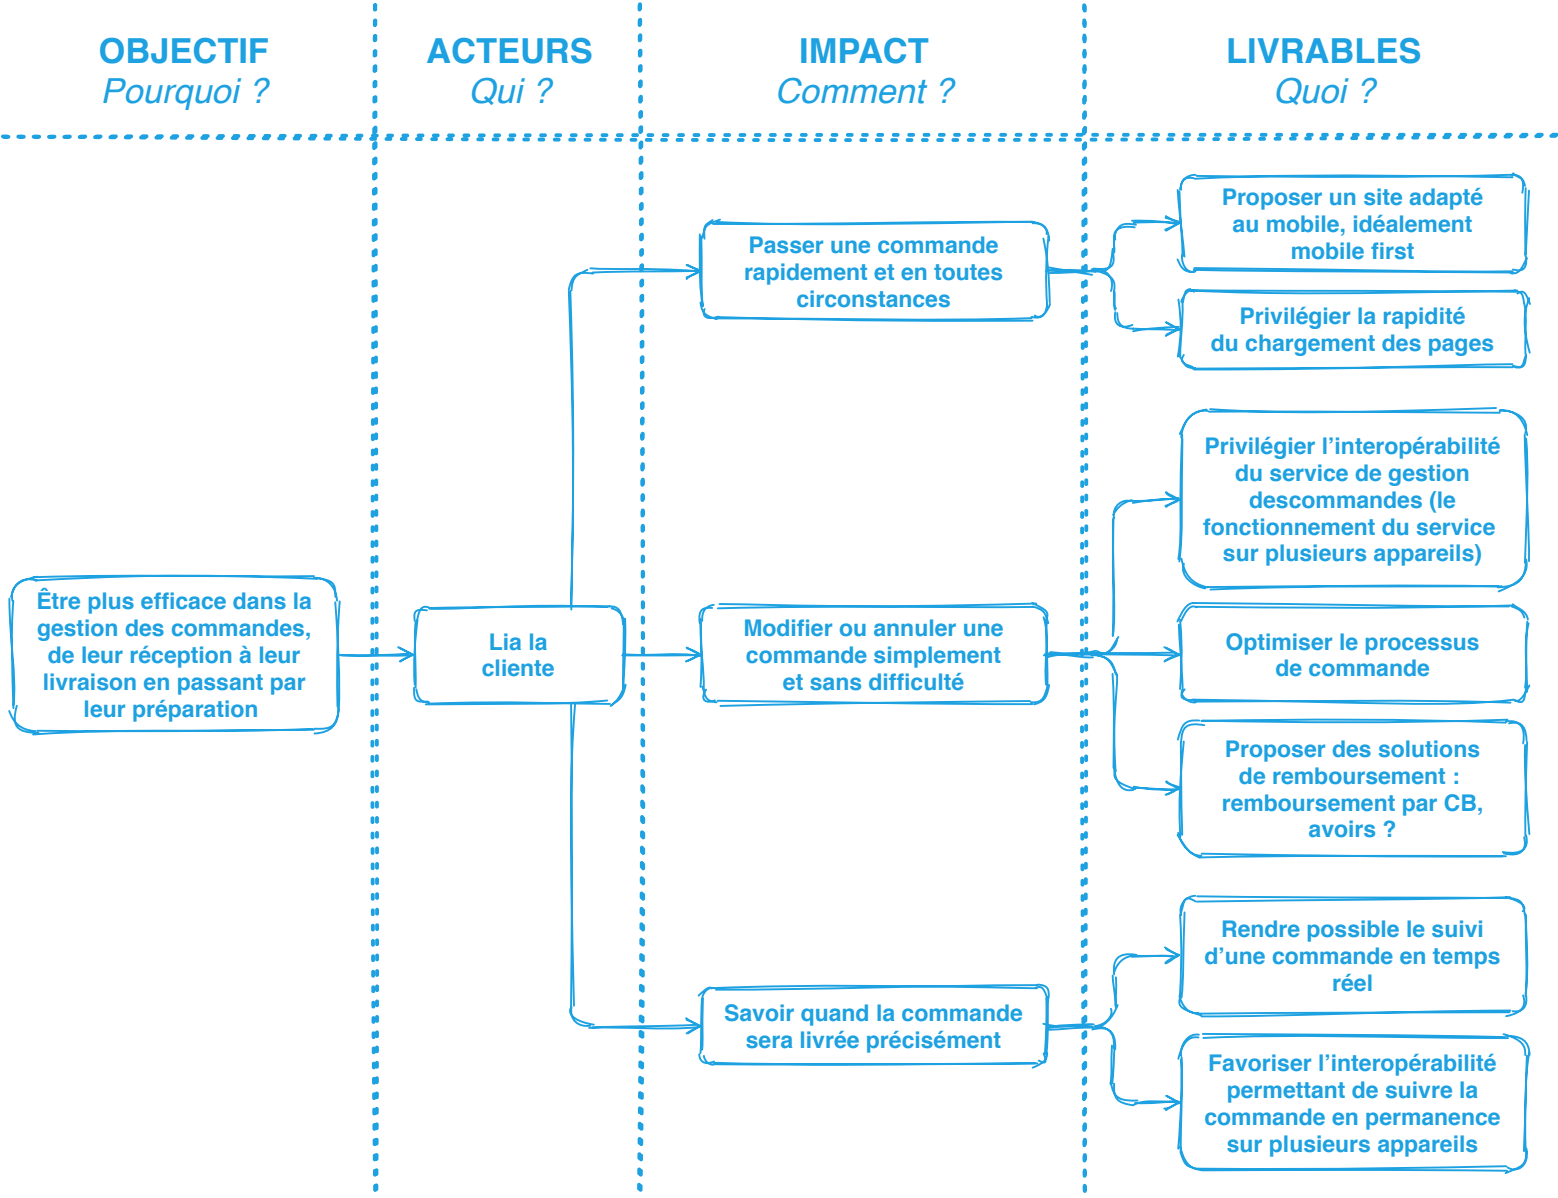 OBJECTIF
Pourquoi ?
ACTEURS
Qui ?
IMPACT
Comment ?
LIVRABLES
Quoi ?
Être plus efficace dans la
gestion des commandes,
de leur réception à leur
livraison en passant par
leur préparation
Lia la
cliente
Passer une commande
rapidement et en toutes
circonstances
Proposer un site adapté
au mobile, idéalement
mobile first
Privilégier la rapidité
du chargement des pages
Modifier ou annuler une
commande simplement
et sans difficulté
Privilégier l’interopérabilité
du service de gestion
descommandes (le
fonctionnement du service
sur plusieurs appareils)
Optimiser le processus
de commande
Proposer des solutions
de remboursement :
remboursement par CB,
avoirs ?
Savoir quand la commande
sera livrée précisément
Rendre possible le suivi
d’une commande en temps
réel
Favoriser l’interopérabilité
permettant de suivre la
commande en permanence
sur plusieurs appareils